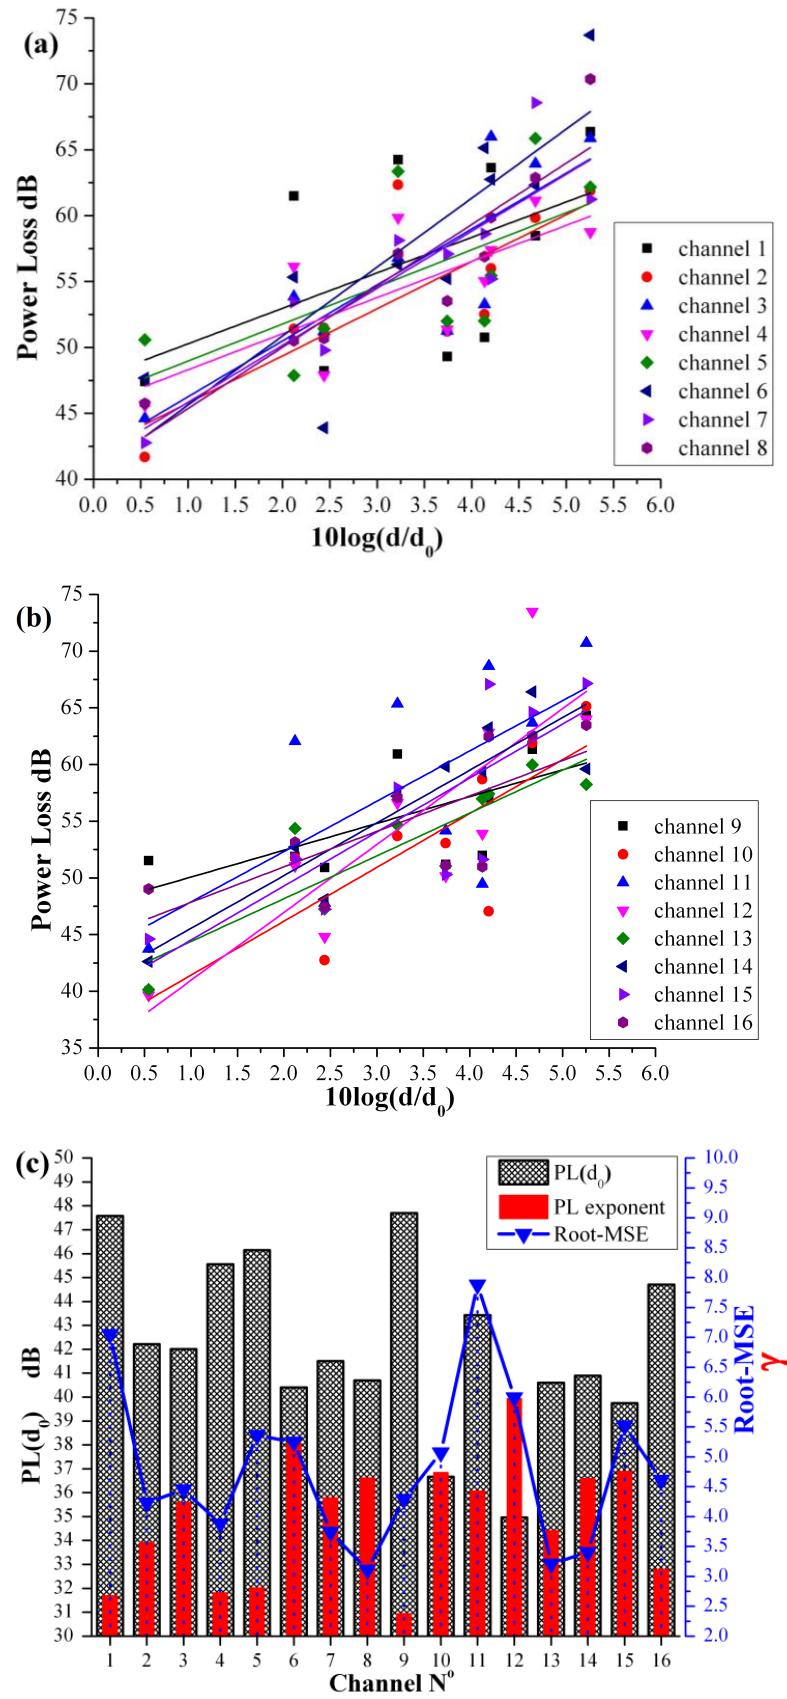 (a)
75
70
65
60
55
50
45
40
Power Loss dB
0.0 0.5 1.0 1.5 2.0 2.5 3.0 3.5 4.0 4.5 5.0 5.5 6.0
10log(d/d0)
channel 1
channel 2
channel 3
channel 4
channel 5
channel 6
channel 7
channel 8
(b)
75
70
65
60
55
50
45
40
35
Power Loss dB
0.0 0.5 1.0 1.5 2.0 2.5 3.0 3.5 4.0 4.5 5.0 5.5 6.0
10log(d/d0)
channel 9
channel 10
channel 11
channel 12
channel 13
channel 14
channel 15
channel 16
(c)
50
49
48
47
46
45
44
43
42
41
40
39
38
37
36
35
34
33
32
31
30
PL(d0) dB
PL(d0)
PL exponent
Root-MSE
10.0
9.5
9.0
8.5
8.0
7.5
7.0
6.5
6.0
5.5
5.0
4.5
4.0
3.5
3.0
2.5
2.0
Root-MSE
γ
1 2 3 4 5 6 7 8 9 10 11 12 13 14 15 16
Channel Nº